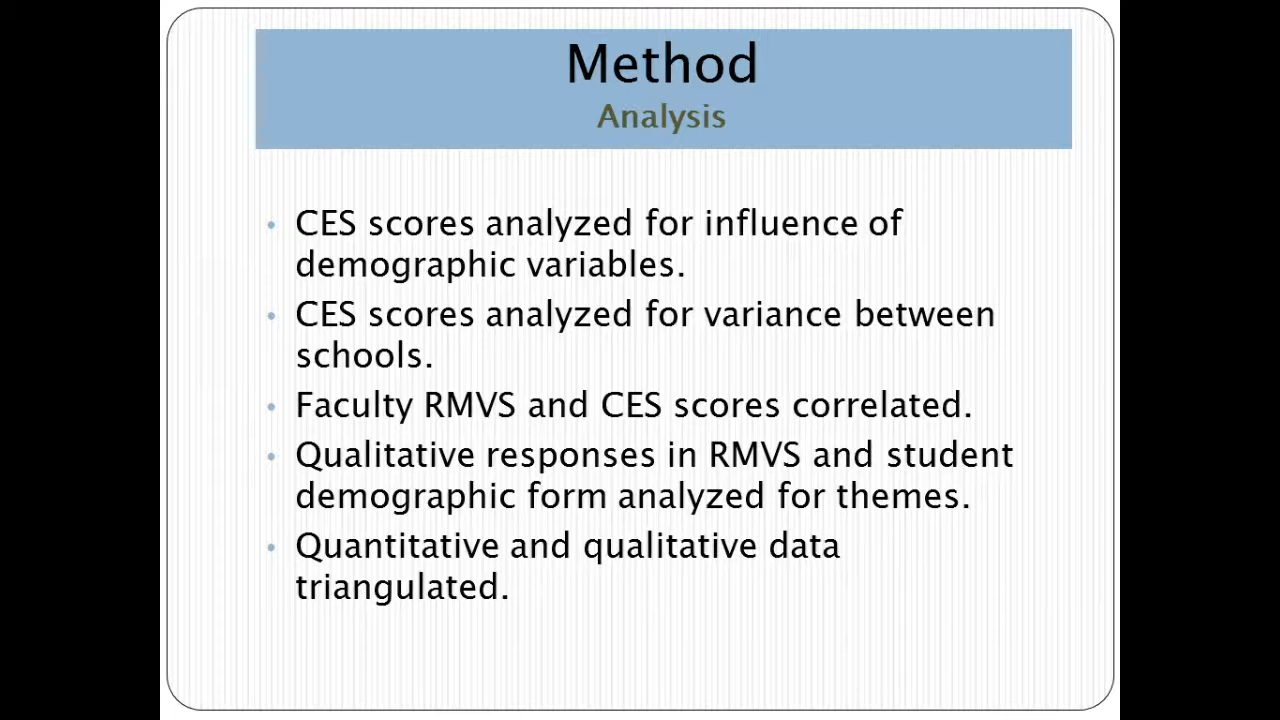 Method
Analysis
• CES scores analyzed for influence of
demographic variables.
• CES scores analyzed for variance between
schools.
• Faculty RMVS and CES scores correlated.
• Qualitative responses in RMVS and student
demographic form analyzed for themes.
• Quantitative and qualitative data
triangulated.